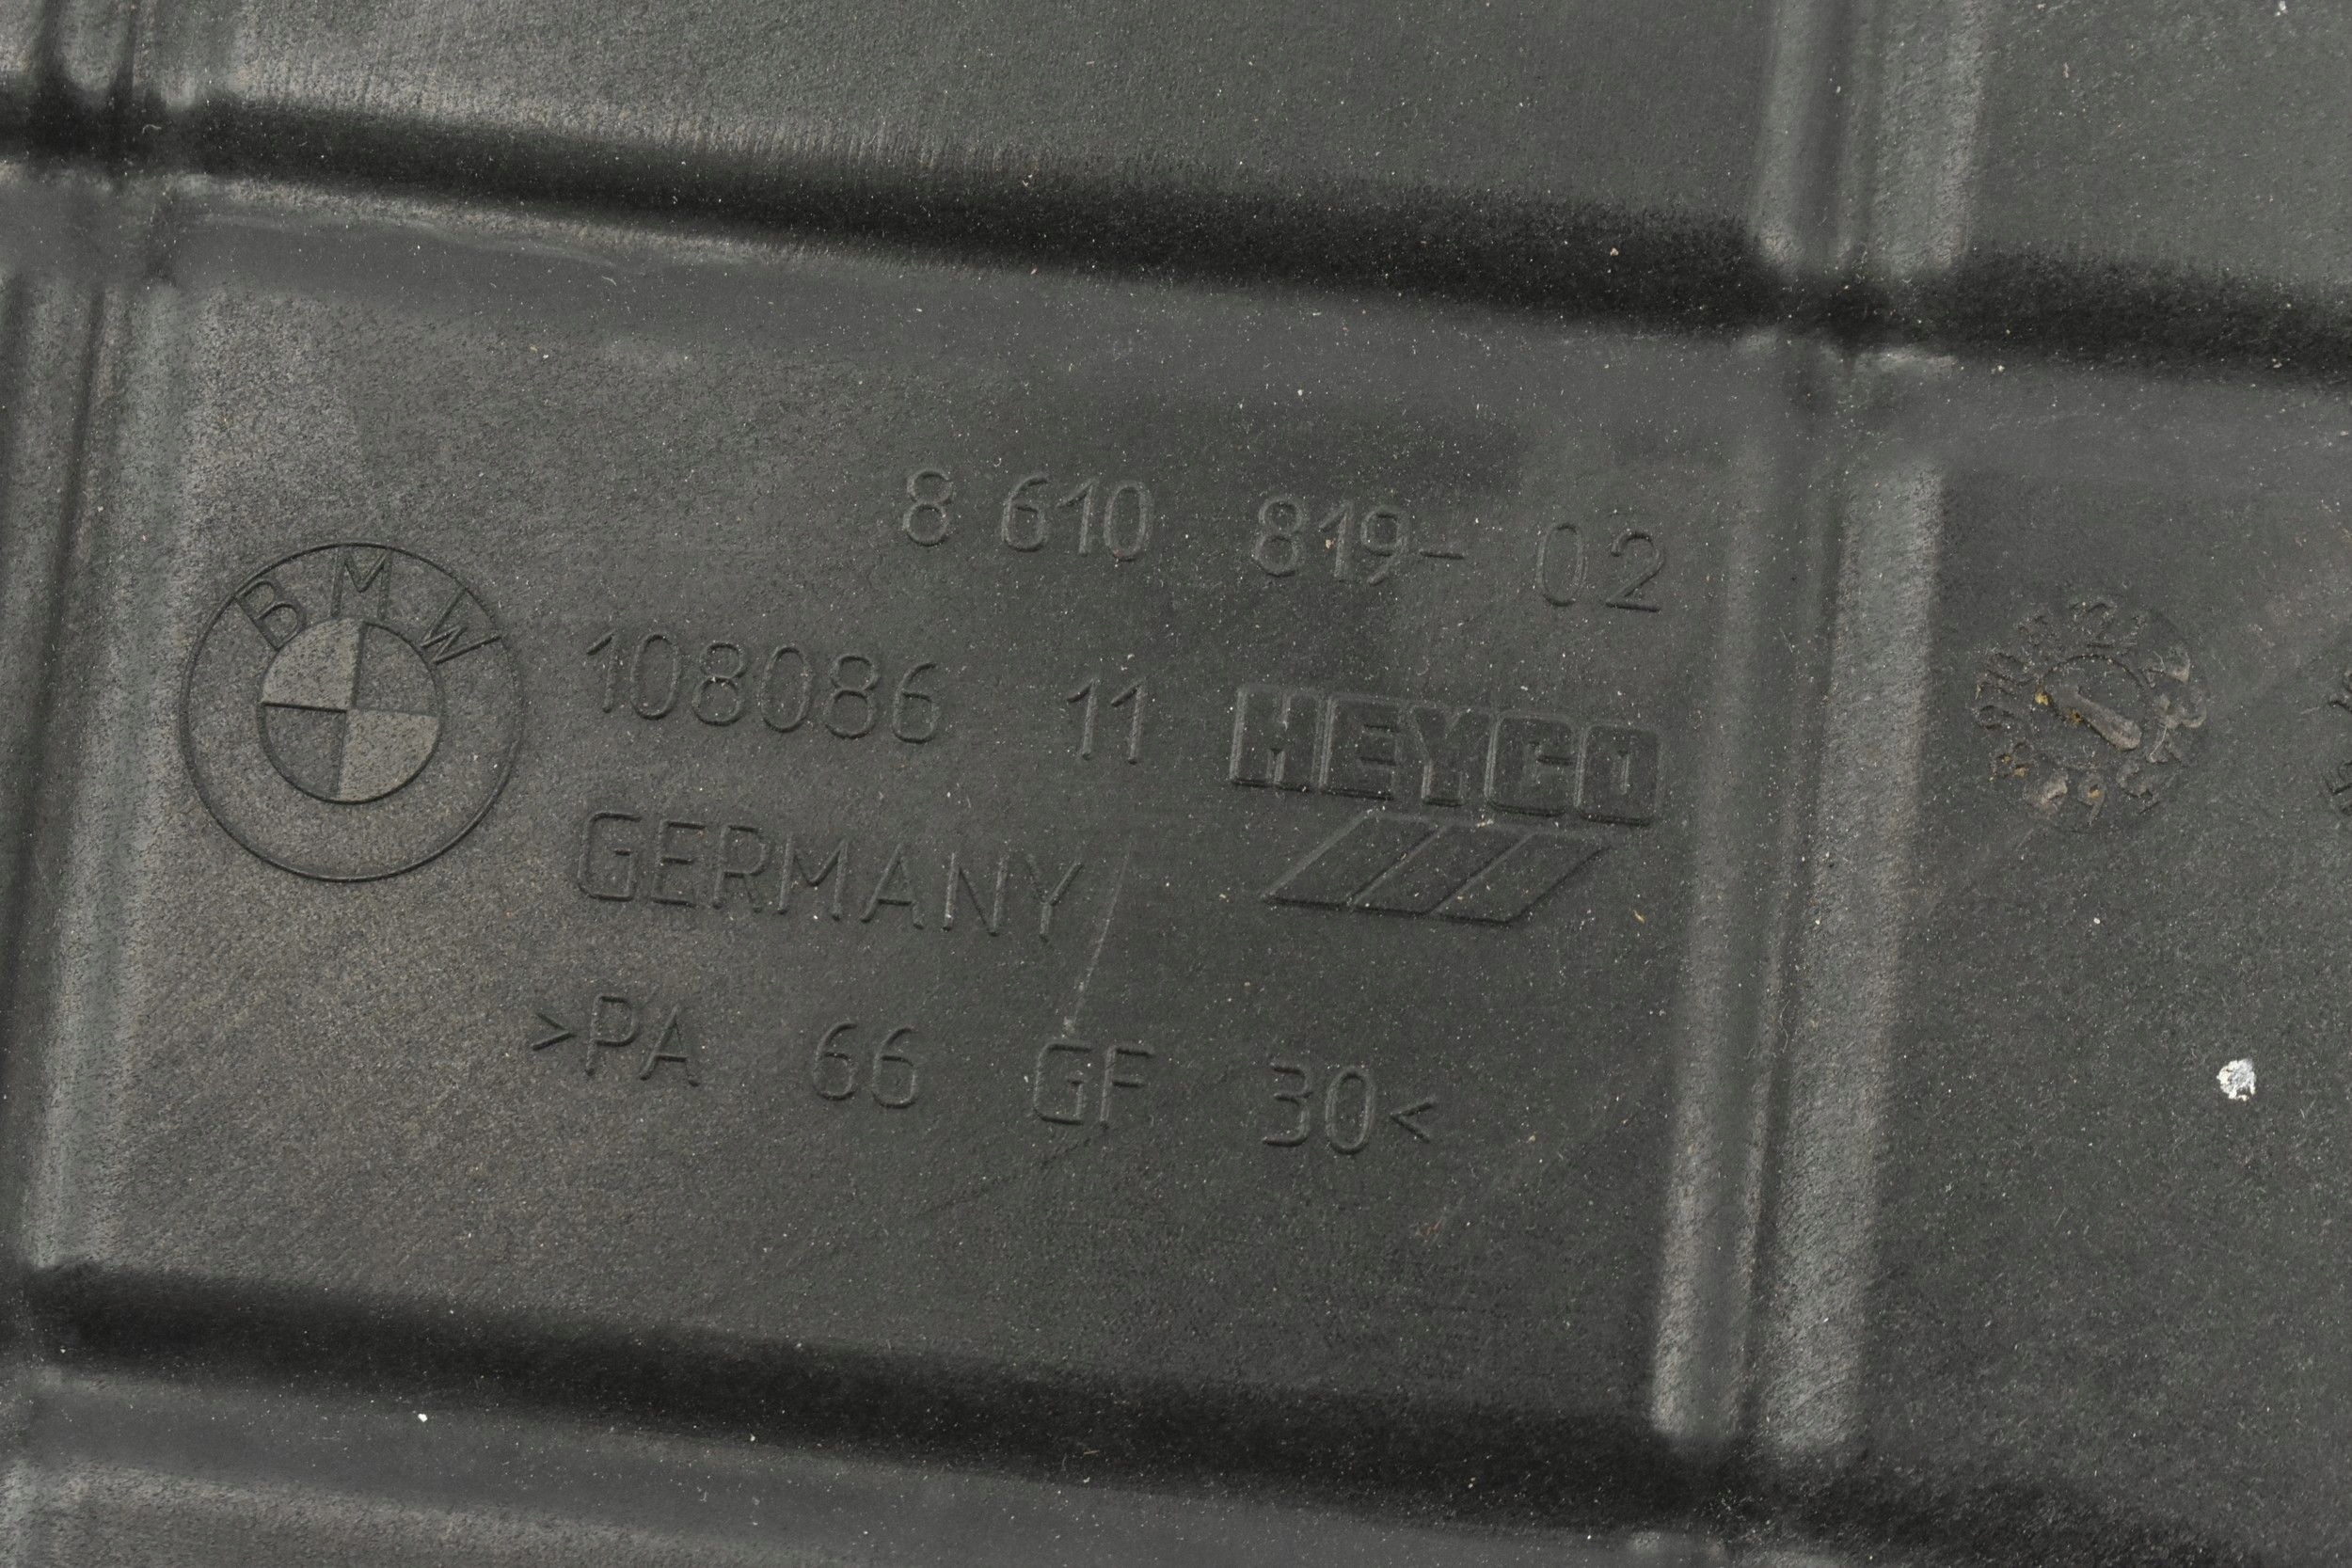 8 610 819- 02
BMW
108086 11 HEYCO
GERMANY
>PA 66 GF 30<